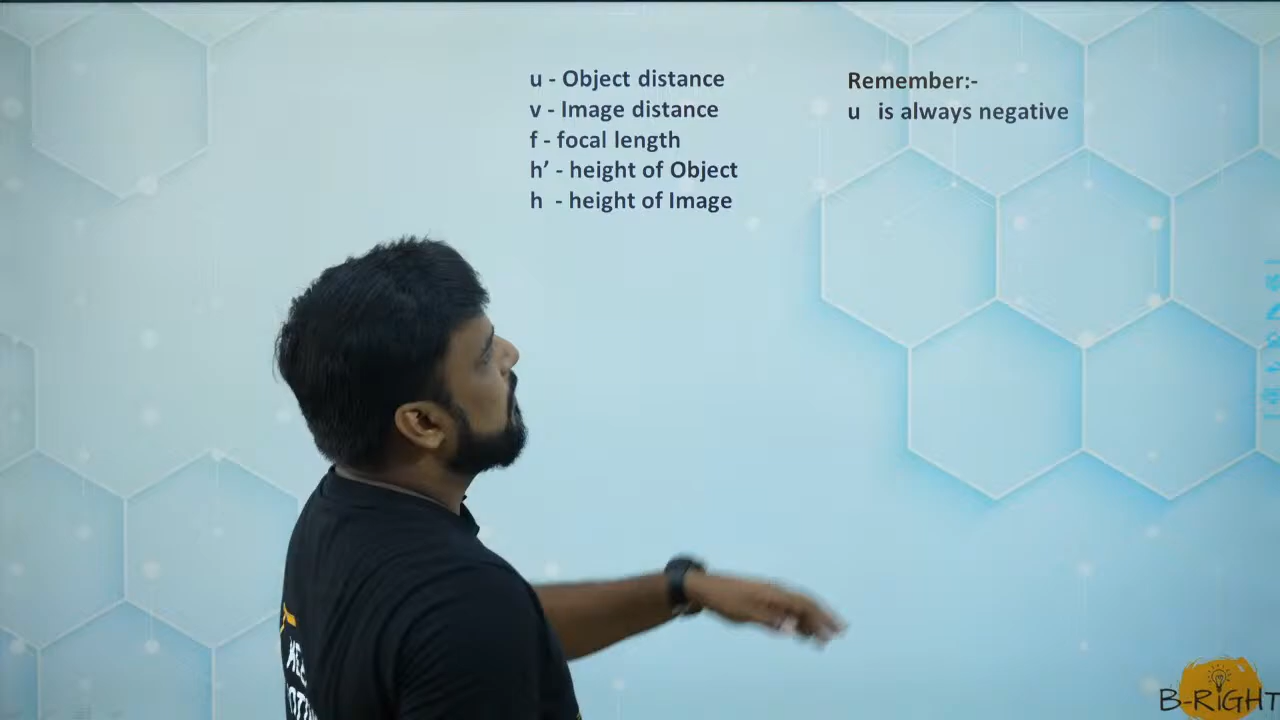 u - Object distance
v - Image distance
f - focal length
h’ - height of Object
h - height of Image
Remember:-
u is always negative
B-RiGHT